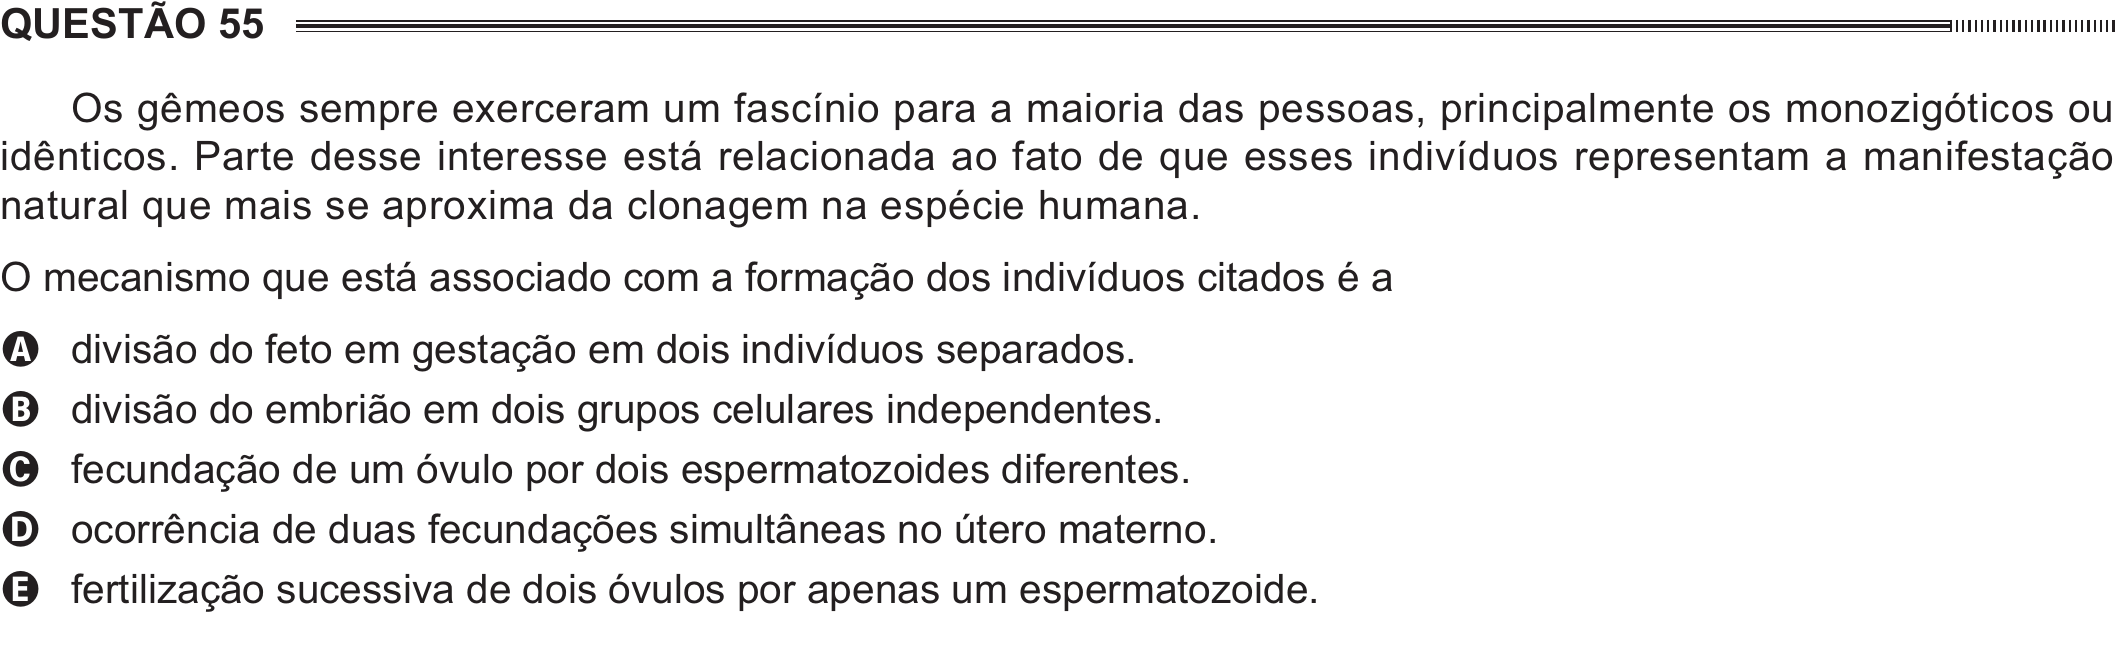 QUESTÃO 55
Os gêmeos sempre exerceram um fascínio para a maioria das pessoas, principalmente os monozigóticos ou
idênticos. Parte desse interesse está relacionada ao fato de que esses indivíduos representam a manifestação
natural que mais se aproxima da clonagem na espécie humana.
O mecanismo que está associado com a formação dos indivíduos citados é a
A divisão do feto em gestação em dois indivíduos separados.
B divisão do embrião em dois grupos celulares independentes.
C fecundação de um óvulo por dois espermatozoides diferentes.
D ocorrência de duas fecundações simultâneas no útero materno.
E fertilização sucessiva de dois óvulos por apenas um espermatozoide.